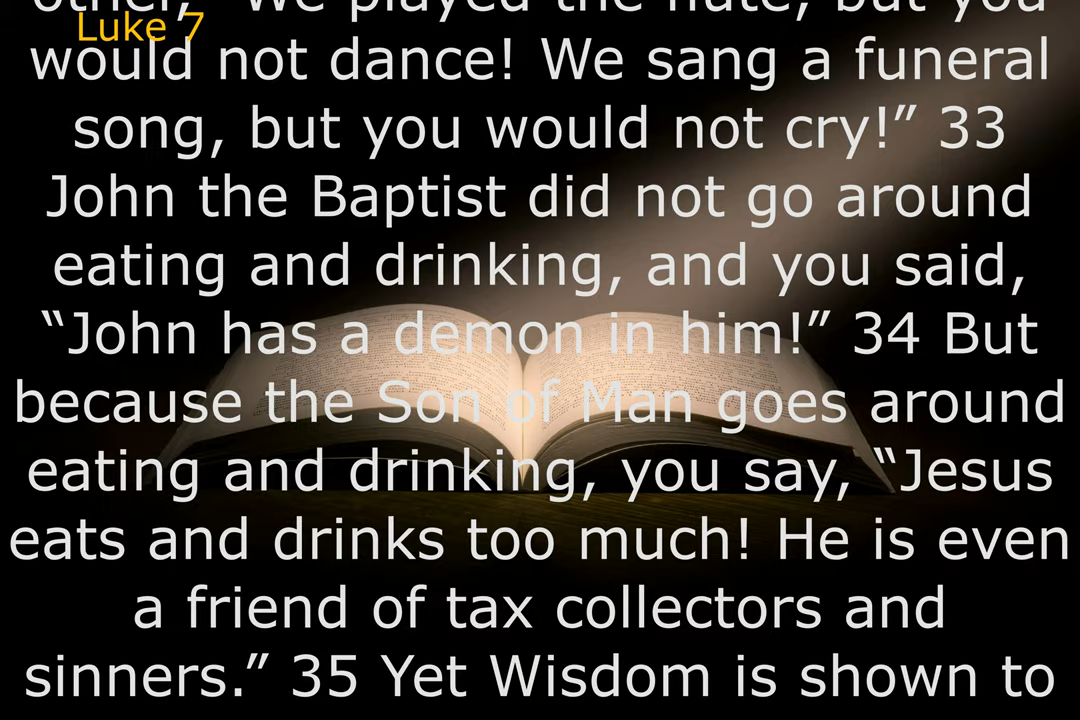 other, "We played the flute, but you
Luke 7
would not dance! We sang a funeral
song, but you would not cry!” 33
John the Baptist did not go around
eating and drinking, and you said,
“John has a demon in him!” 34 But
because the Son of Man goes around
eating and drinking, you say, “Jesus
eats and drinks too much! He is even
a friend of tax collectors and
sinners.” 35 Yet Wisdom is shown to